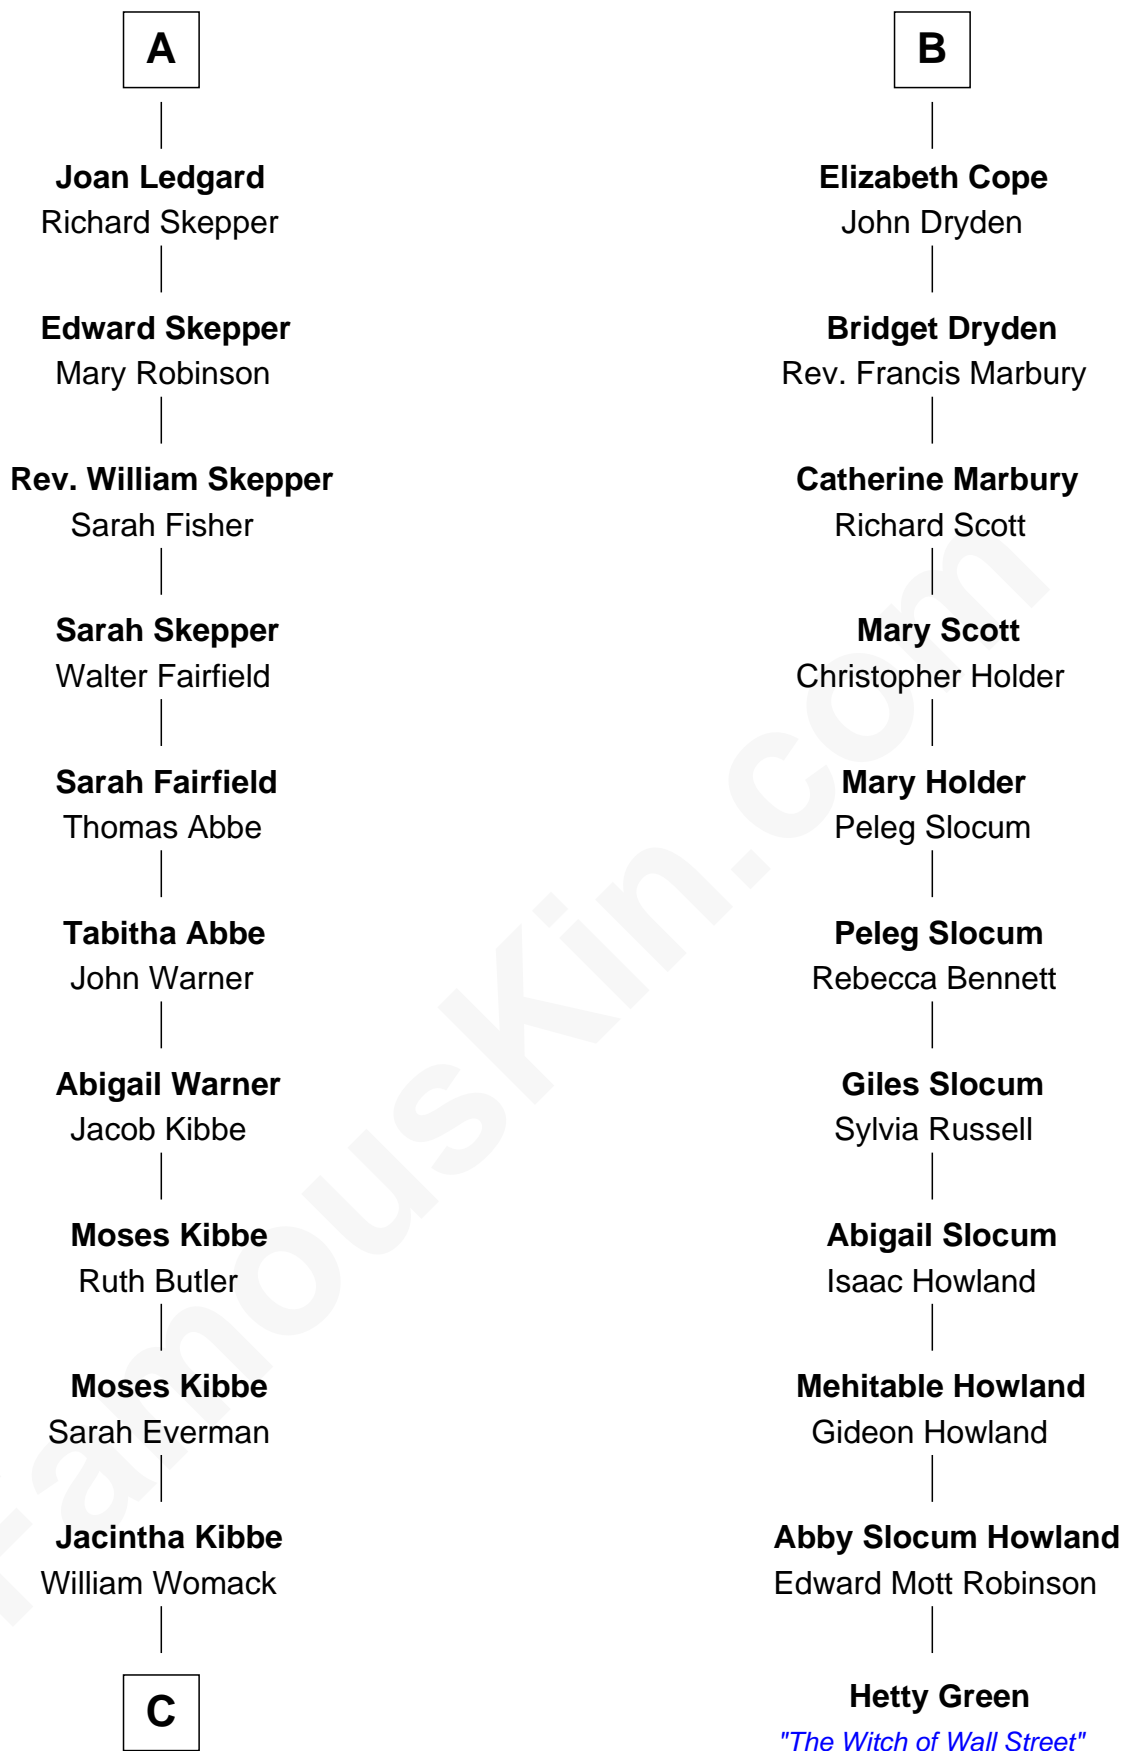 A
Joan Ledgard
Richard Skepper
Edward Skepper
Mary Robinson
Rev. William Skepper
Sarah Fisher
Sarah Skepper
Walter Fairfield
Sarah Fairfield
Thomas Abbe
Tabitha Abbe
John Warner
Abigail Warner
Jacob Kibbe
Moses Kibbe
Ruth Butler
Moses Kibbe
Sarah Everman
Jacintha Kibbe
William Womack
C
B
Elizabeth Cope
John Dryden
Bridget Dryden
Rev. Francis Marbury
Catherine Marbury
Richard Scott
Mary Scott
Christopher Holder
Mary Holder
Peleg Slocum
Peleg Slocum
Rebecca Bennett
Giles Slocum
Sylvia Russell
Abigail Slocum
Isaac Howland
Mehitable Howland
Gideon Howland
Abby Slocum Howland
Edward Mott Robinson
Hetty Green
"The Witch of Wall Street"
FamousKin.com